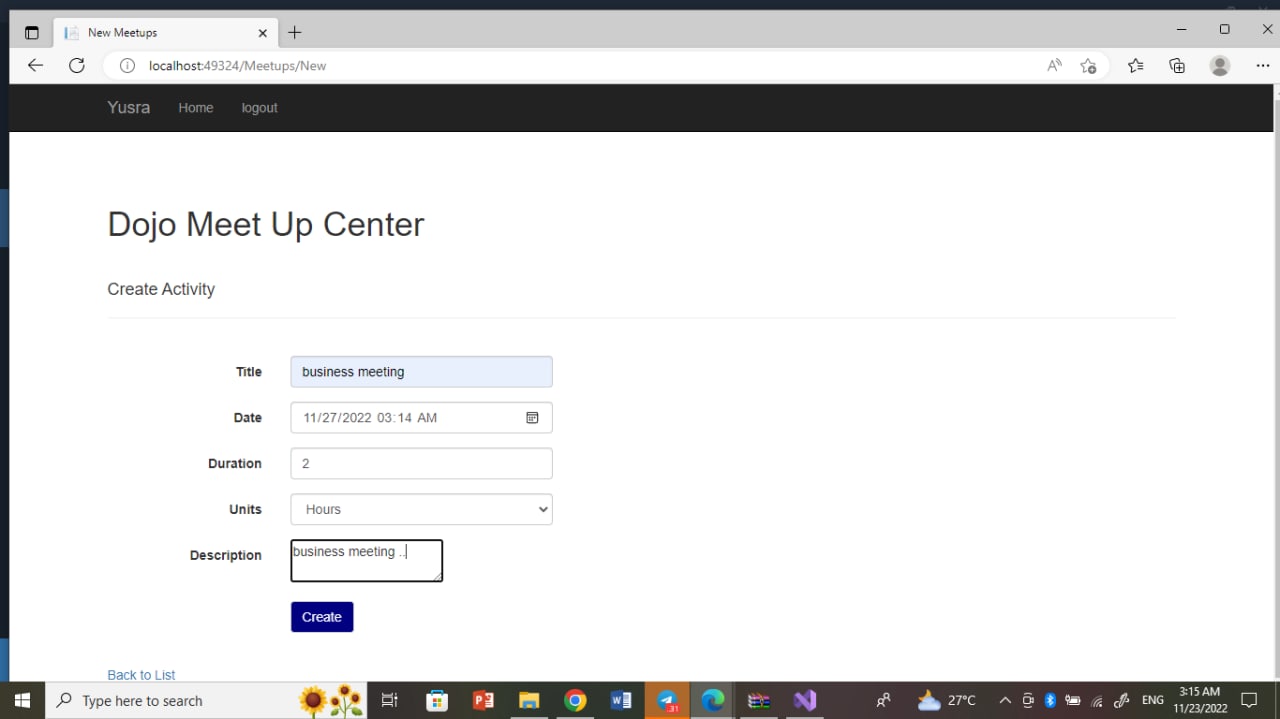 New Meetups
localhost:49324/Meetups/New
Yusra Home logout
Dojo Meet Up Center
Create Activity
Title business meeting
Date 11/27/2022 03:14 AM
Duration 2
Units Hours
Description business meeting ..
Create
Back to List
Type here to search 31 27°C ENG 3:15 AM
11/23/2022